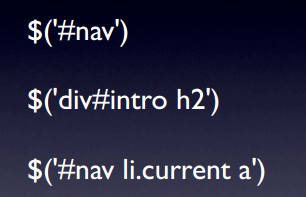 $('#nav')
$('div#intro h2')
$('#nav li.current a')